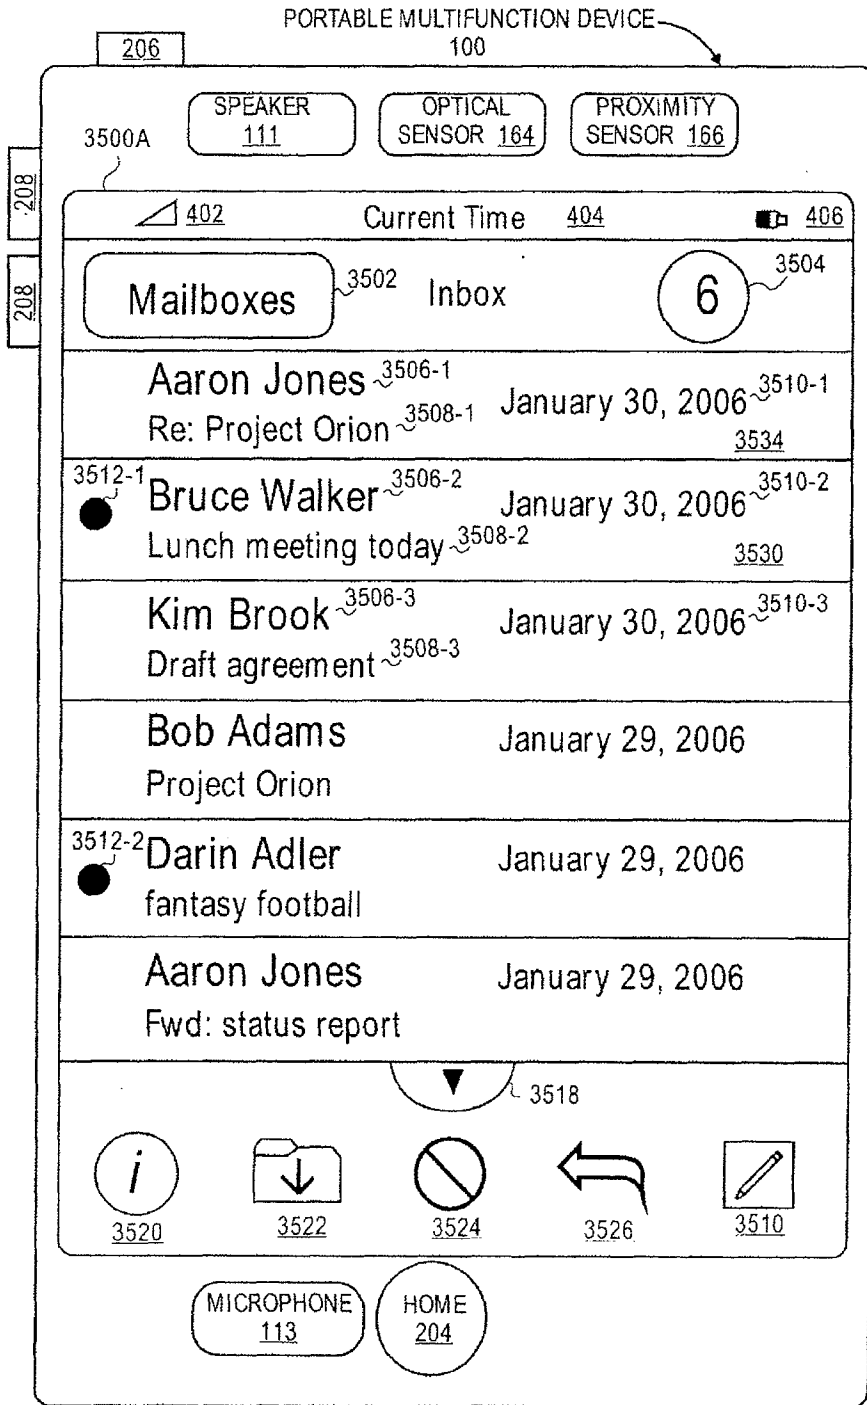 PORTABLE MULTIFUNCTION DEVICE
100
206
SPEAKER
111
OPTICAL
SENSOR 164
PROXIMITY
SENSOR 166
3500A
208
208
402 Current Time 404 406
Mailboxes 3502 Inbox 6 3504
Aaron Jones 3506-1 January 30, 2006 3510-1
Re: Project Orion 3508-1 3534
3512-1 Bruce Walker 3506-2 January 30, 2006 3510-2
Lunch meeting today 3508-2 3530
Kim Brook 3506-3 January 30, 2006 3510-3
Draft agreement 3508-3
Bob Adams January 29, 2006
Project Orion
3512-2 Darin Adler January 29, 2006
fantasy football
Aaron Jones January 29, 2006
Fwd: status report
3518
i
3520 3522 3524 3526 3510
MICROPHONE
113
HOME
204